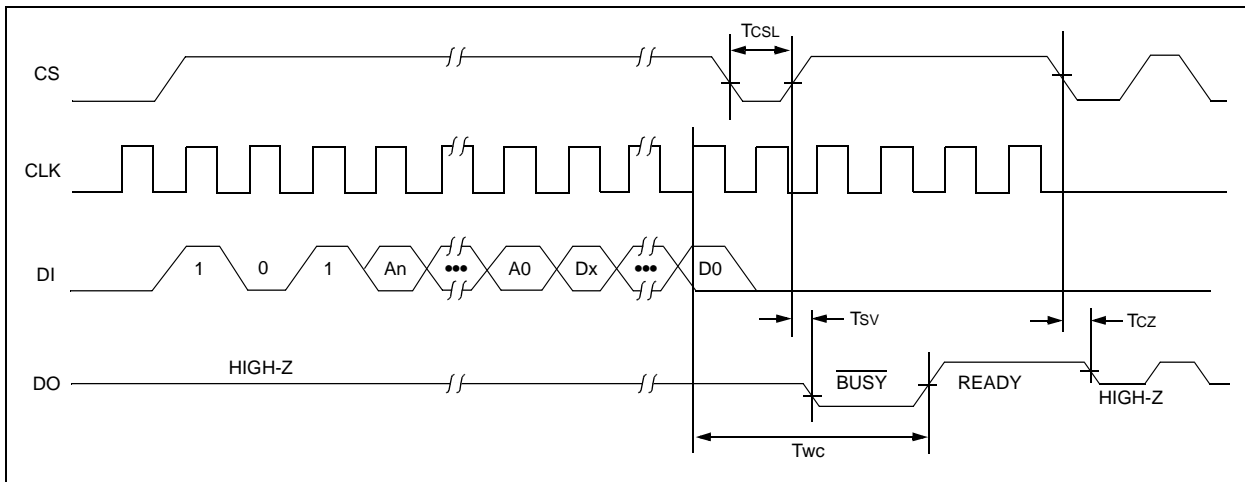 TCSL
CS
CLK
DI
1 0 1 An ••• A0 Dx ••• D0
TSV
TCZ
DO
HIGH-Z
BUSY
READY
HIGH-Z
Twc